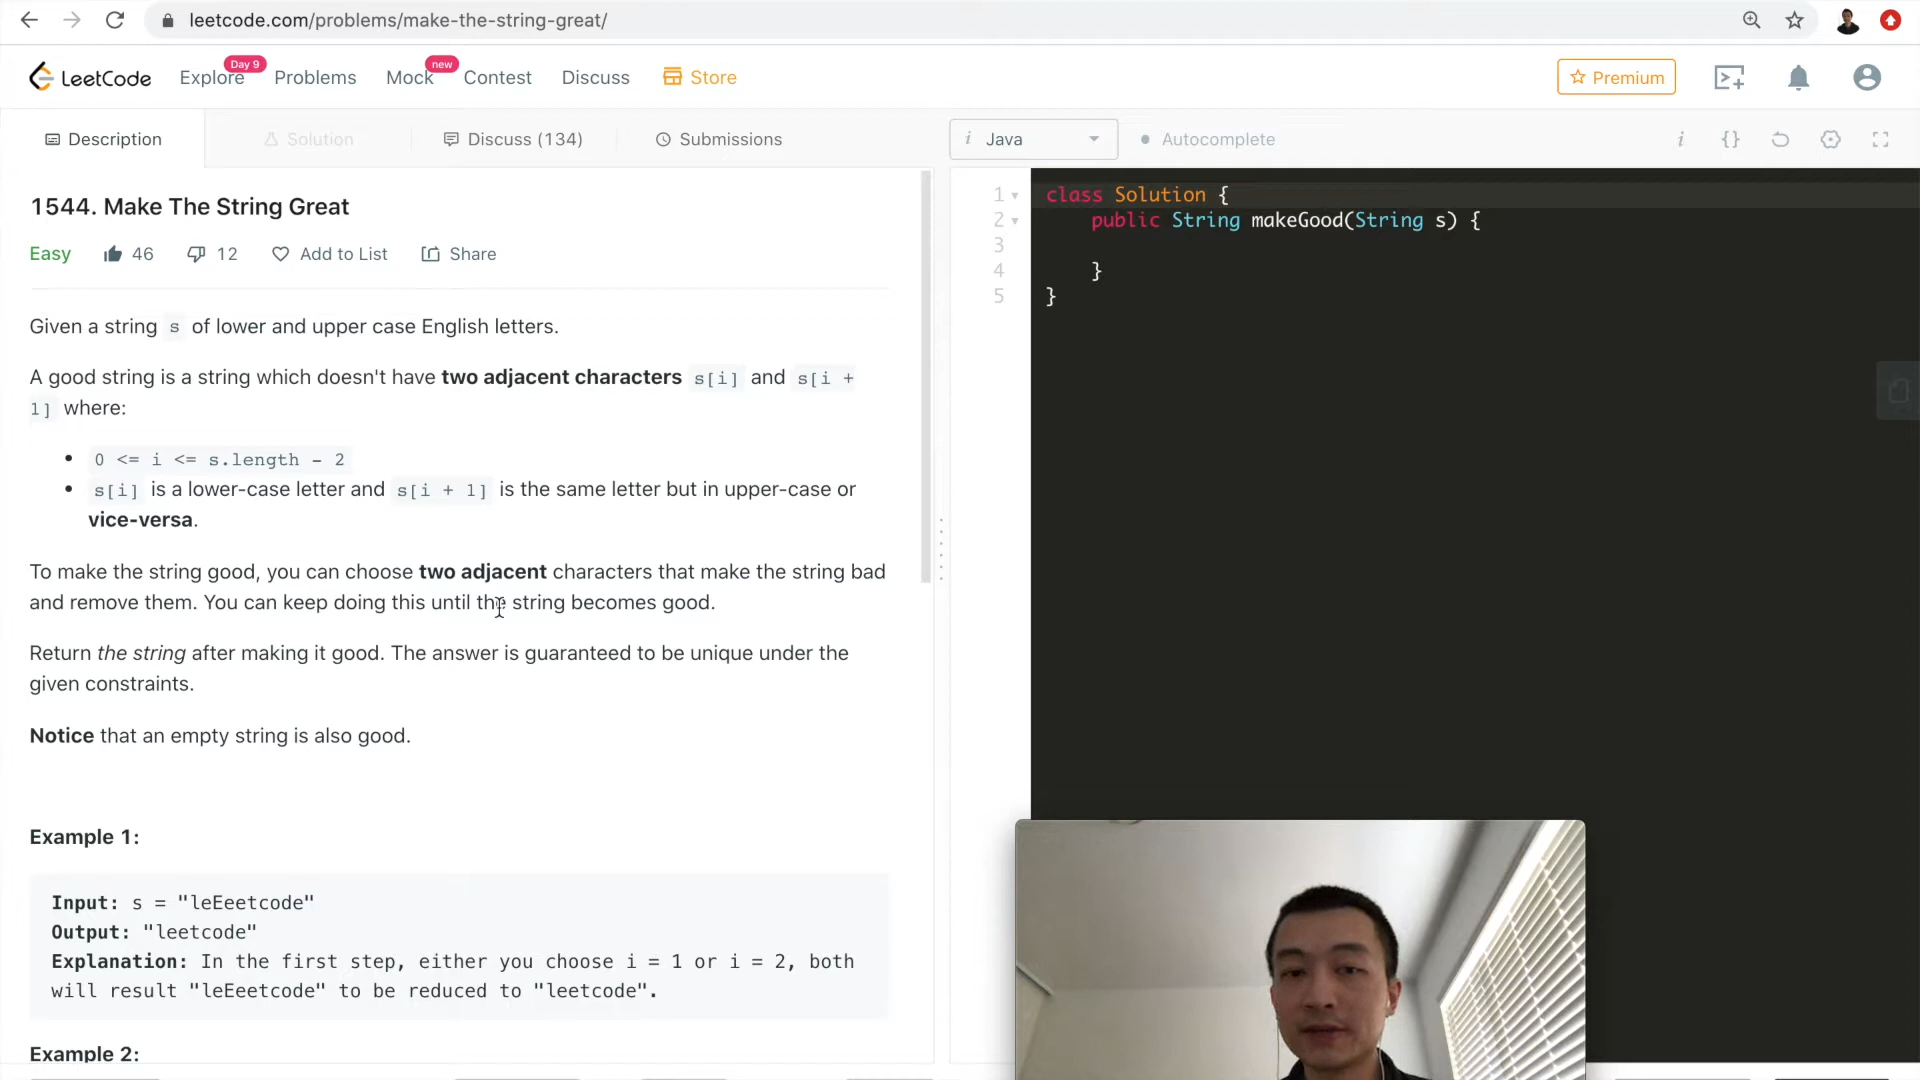 leetcode.com/problems/make-the-string-great/
LeetCode Explore Day 9 Problems Mock new Contest Discuss Store Premium
Description Solution Discuss (134) Submissions i Java Autocomplete i {}
1544. Make The String Great
Easy 46 12 Add to List Share
Given a string s of lower and upper case English letters.
A good string is a string which doesn't have two adjacent characters s[i] and s[i +
1] where:
• 0 <= i <= s.length - 2
• s[i] is a lower-case letter and s[i + 1] is the same letter but in upper-case or
vice-versa.
To make the string good, you can choose two adjacent characters that make the string bad
and remove them. You can keep doing this until the string becomes good.
Return the string after making it good. The answer is guaranteed to be unique under the
given constraints.
Notice that an empty string is also good.
Example 1:
Input: s = "leEeetcode"
Output: "leetcode"
Explanation: In the first step, either you choose i = 1 or i = 2, both
will result "leEeetcode" to be reduced to "leetcode".
Example 2:
1 class Solution {
2 public String makeGood(String s) {
3
4 }
5 }